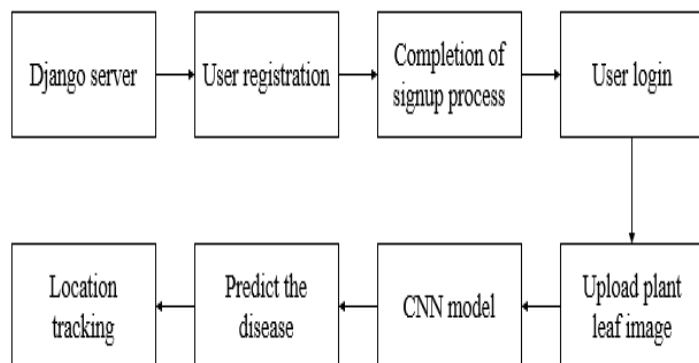 Django server
User registration
Completion of
signup process
User login
Upload plant
leaf image
CNN model
Predict the
disease
Location
tracking